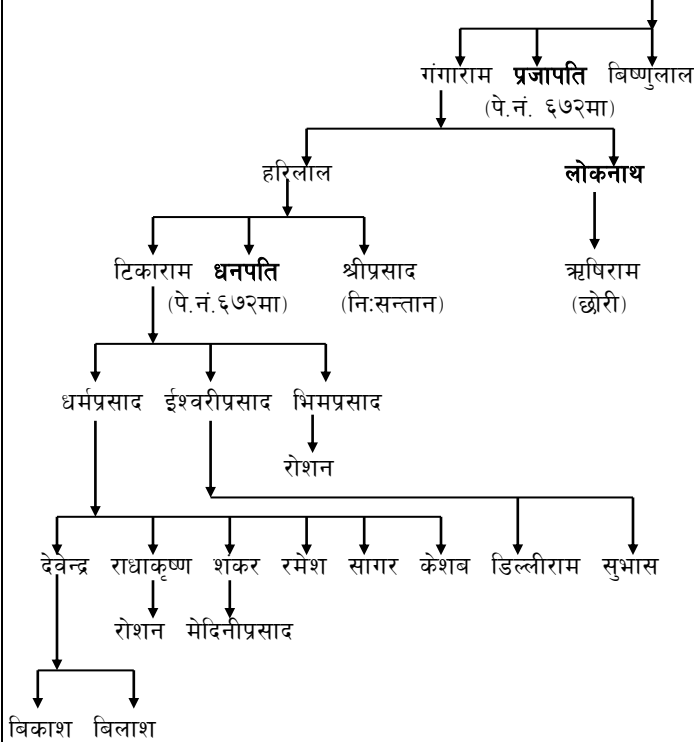 गंगाराम प्रजापति बिष्णुलाल
(पे.नं. ६७२मा)
हरिलाल लोकनाथ
टिकाराम धनपति श्रीप्रसाद ऋषिराम
(पे.नं.६७२मा) (नि:सन्तान) (छोरी)
धर्मप्रसाद ईश्वरीप्रसाद भिमप्रसाद
रोशन
देवेन्द्र राधाकृष्ण शंकर रमेश सागर केशब डिल्लीराम सुभास
रोशन मेदिनीप्रसाद
बिकाश बिलाश